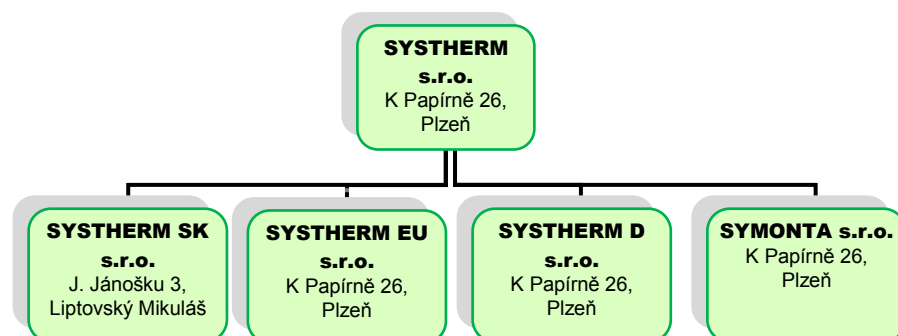 SYSTHERM
s.r.o.
K Papírně 26,
Plzeň
SYSTHERM SK
s.r.o.
J. Jánošku 3,
Liptovský Mikuláš
SYSTHERM EU
s.r.o.
K Papírně 26,
Plzeň
SYSTHERM D
s.r.o.
K Papírně 26,
Plzeň
SYMONTA s.r.o.
K Papírně 26,
Plzeň